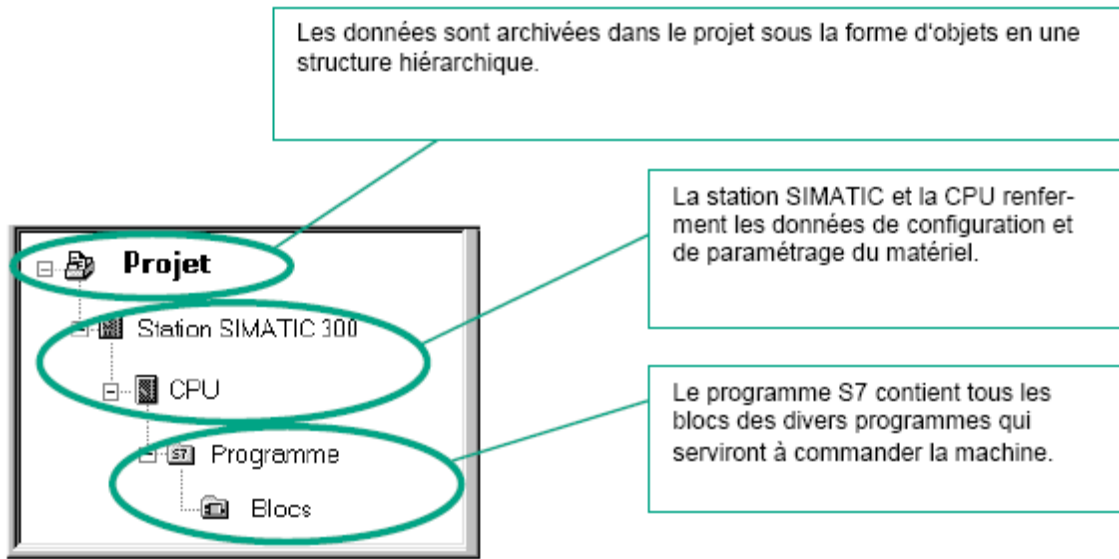 Les données sont archivées dans le projet sous la forme d'objets en une
structure hiérarchique.
La station SIMATIC et la CPU renfer-
ment les données de configuration et
de paramétrage du matériel.
Projet
Station SIMATIC 300
CPU
Le programme S7 contient tous les
blocs des divers programmes qui
serviront à commander la machine.
S7 Programme
Blocs